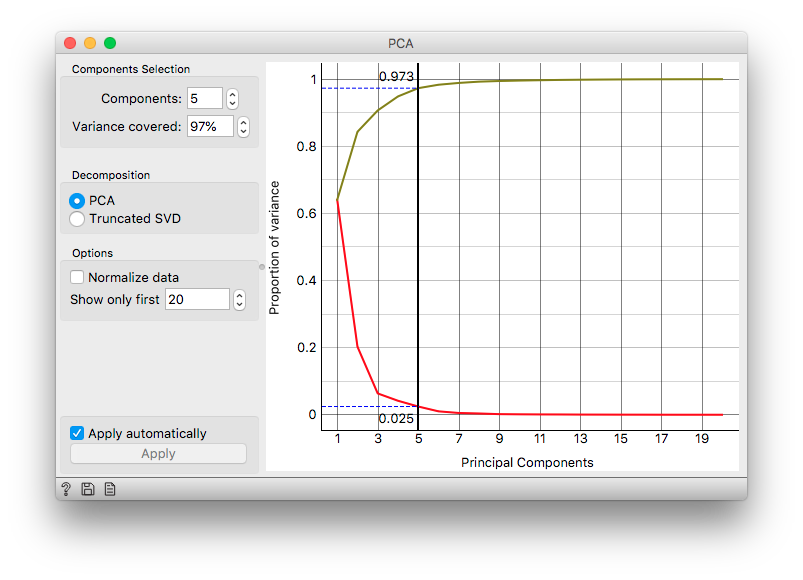 PCA
Components Selection
Components: 5
Variance covered: 97%
Decomposition
PCA
Truncated SVD
Options
Normalize data
Show only first 20
Apply automatically
Apply
?
Proportion of variance
1
0.8
0.6
0.4
0.2
0
0.973
0.025
1 3 5 7 9 11 13 15 17 19
Principal Components